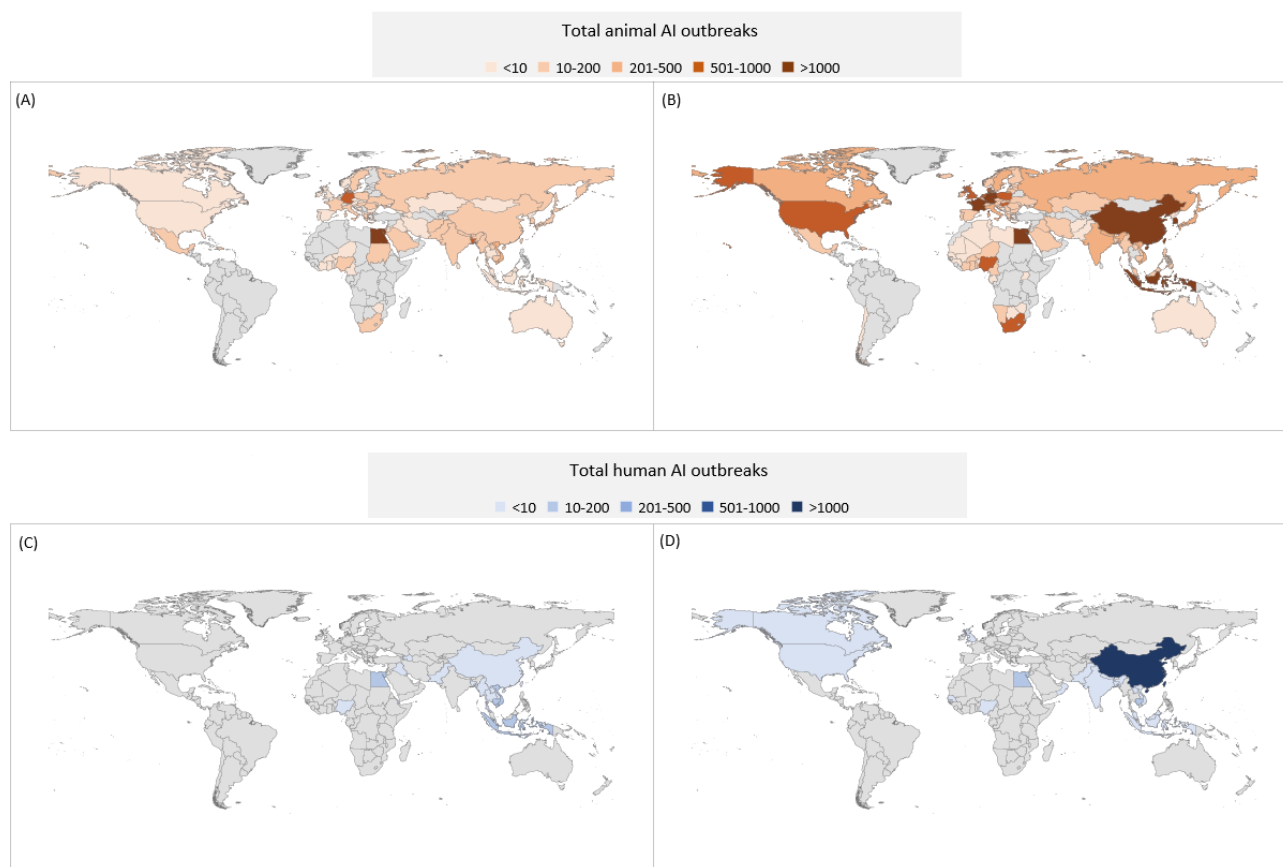 Total animal AI outbreaks
<10 10-200 201-500 501-1000 >1000
(A)
(B)
Total human AI outbreaks
<10 10-200 201-500 501-1000 >1000
(C)
(D)